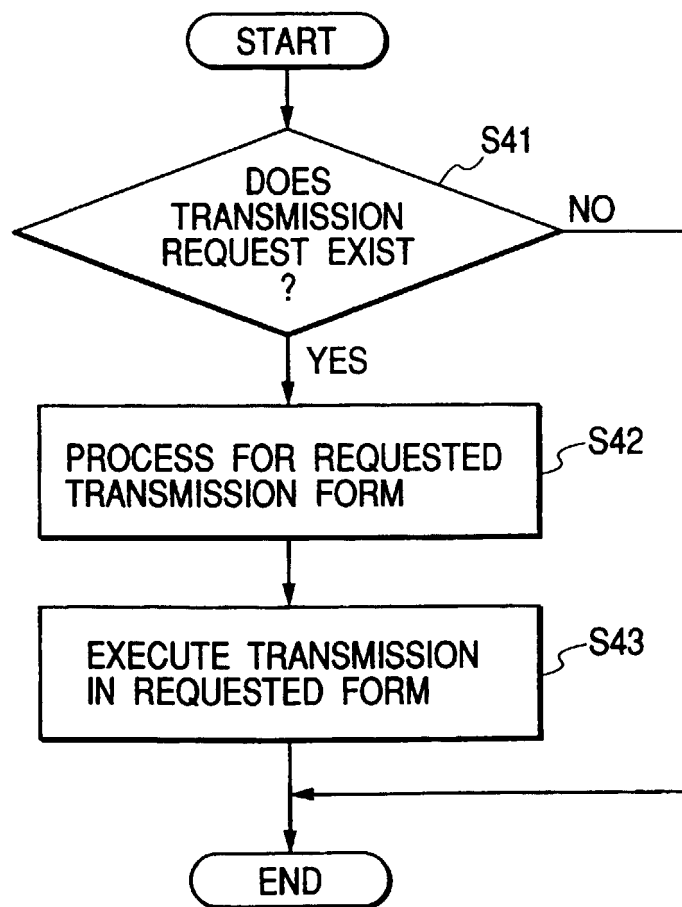 START
S41
DOES
TRANSMISSION
REQUEST EXIST
?
NO
YES
PROCESS FOR REQUESTED
TRANSMISSION FORM
S42
EXECUTE TRANSMISSION
IN REQUESTED FORM
S43
END